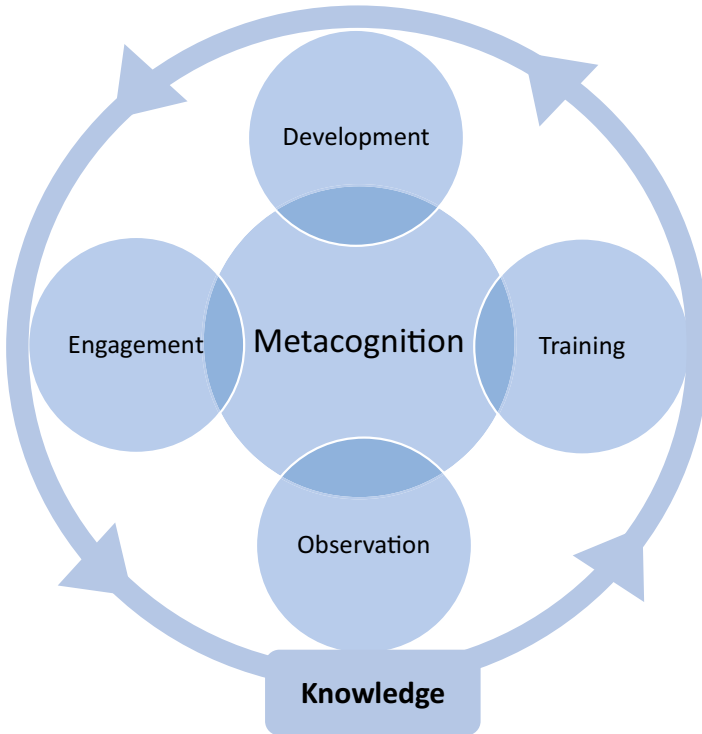 Development
Engagement
Metacognition
Training
Observation
Knowledge